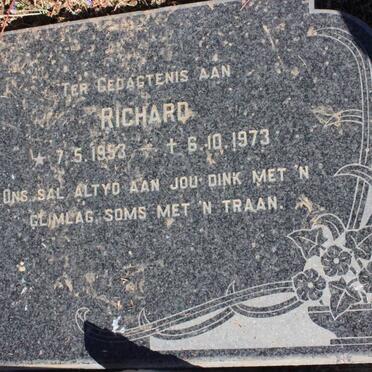 TER GEDAGTENIS AAN
RICHARD
* 7.5.1953 - † 6.10.1973
ONS SAL ALTYD AAN JOU DINK MET 'N
GLIMLAG, SOMS MET 'N TRAAN.